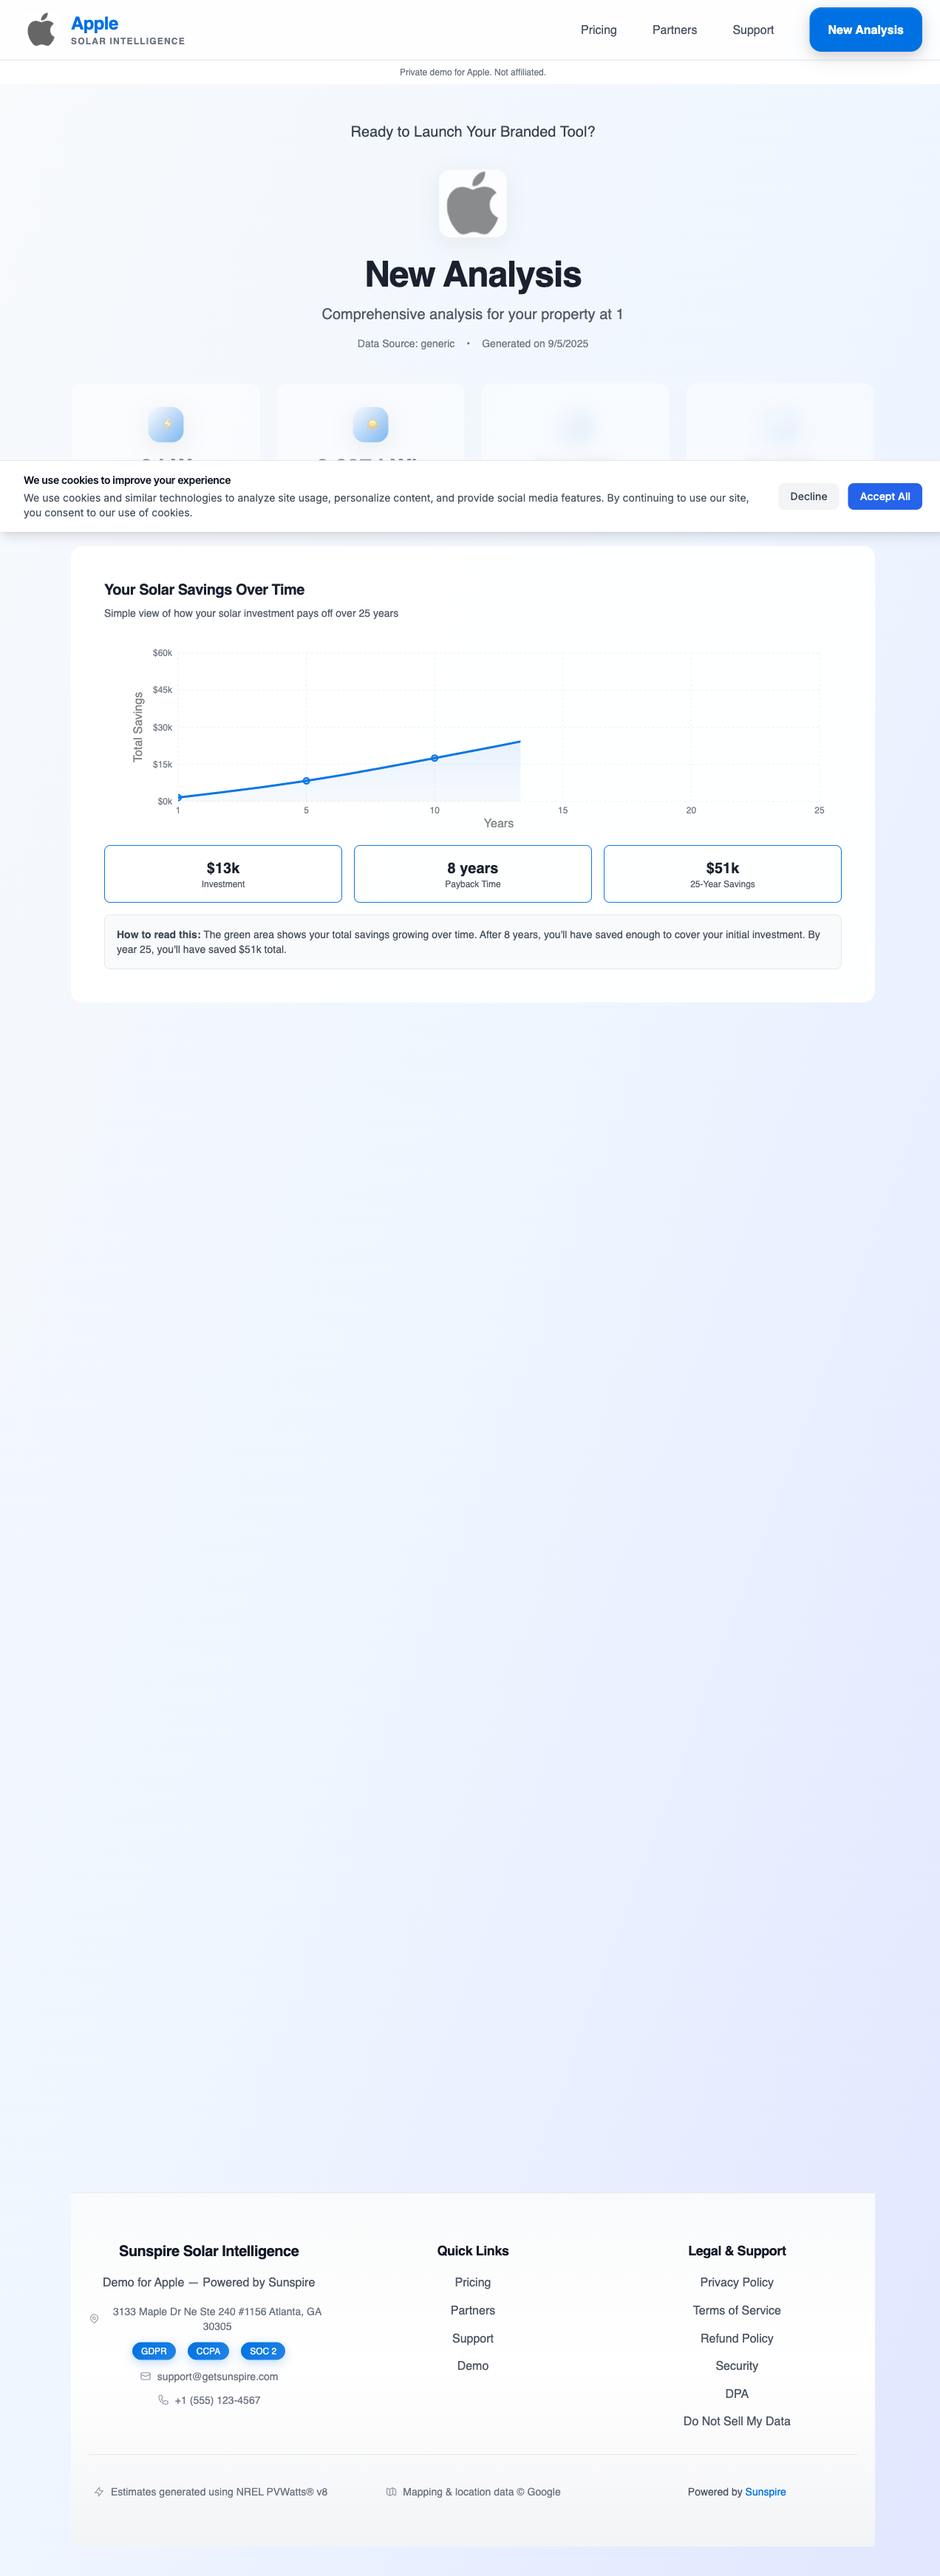 Apple
SOLAR INTELLIGENCE
Pricing
Partners
Support
New Analysis
Private demo for Apple. Not affiliated.
Ready to Launch Your Branded Tool?
New Analysis
Comprehensive analysis for your property at 1
Data Source: generic • Generated on 9/5/2025
We use cookies to improve your experience
We use cookies and similar technologies to analyze site usage, personalize content, and provide social media features. By continuing to use our site,
you consent to our use of cookies.
Decline
Accept All
Your Solar Savings Over Time
Simple view of how your solar investment pays off over 25 years
$60k
$45k
$30k
$15k
$0k
Total Savings
1
5
10
15
20
25
Years
$13k
Investment
8 years
Payback Time
$51k
25-Year Savings
How to read this: The green area shows your total savings growing over time. After 8 years, you'll have saved enough to cover your initial investment. By
year 25, you'll have saved $51k total.
Sunspire Solar Intelligence
Demo for Apple — Powered by Sunspire
3133 Maple Dr Ne Ste 240 #1156 Atlanta, GA
30305
GDPR
CCPA
SOC 2
support@getsunspire.com
+1 (555) 123-4567
Quick Links
Pricing
Partners
Support
Demo
Legal & Support
Privacy Policy
Terms of Service
Refund Policy
Security
DPA
Do Not Sell My Data
Estimates generated using NREL PVWatts® v8
Mapping & location data © Google
Powered by Sunspire